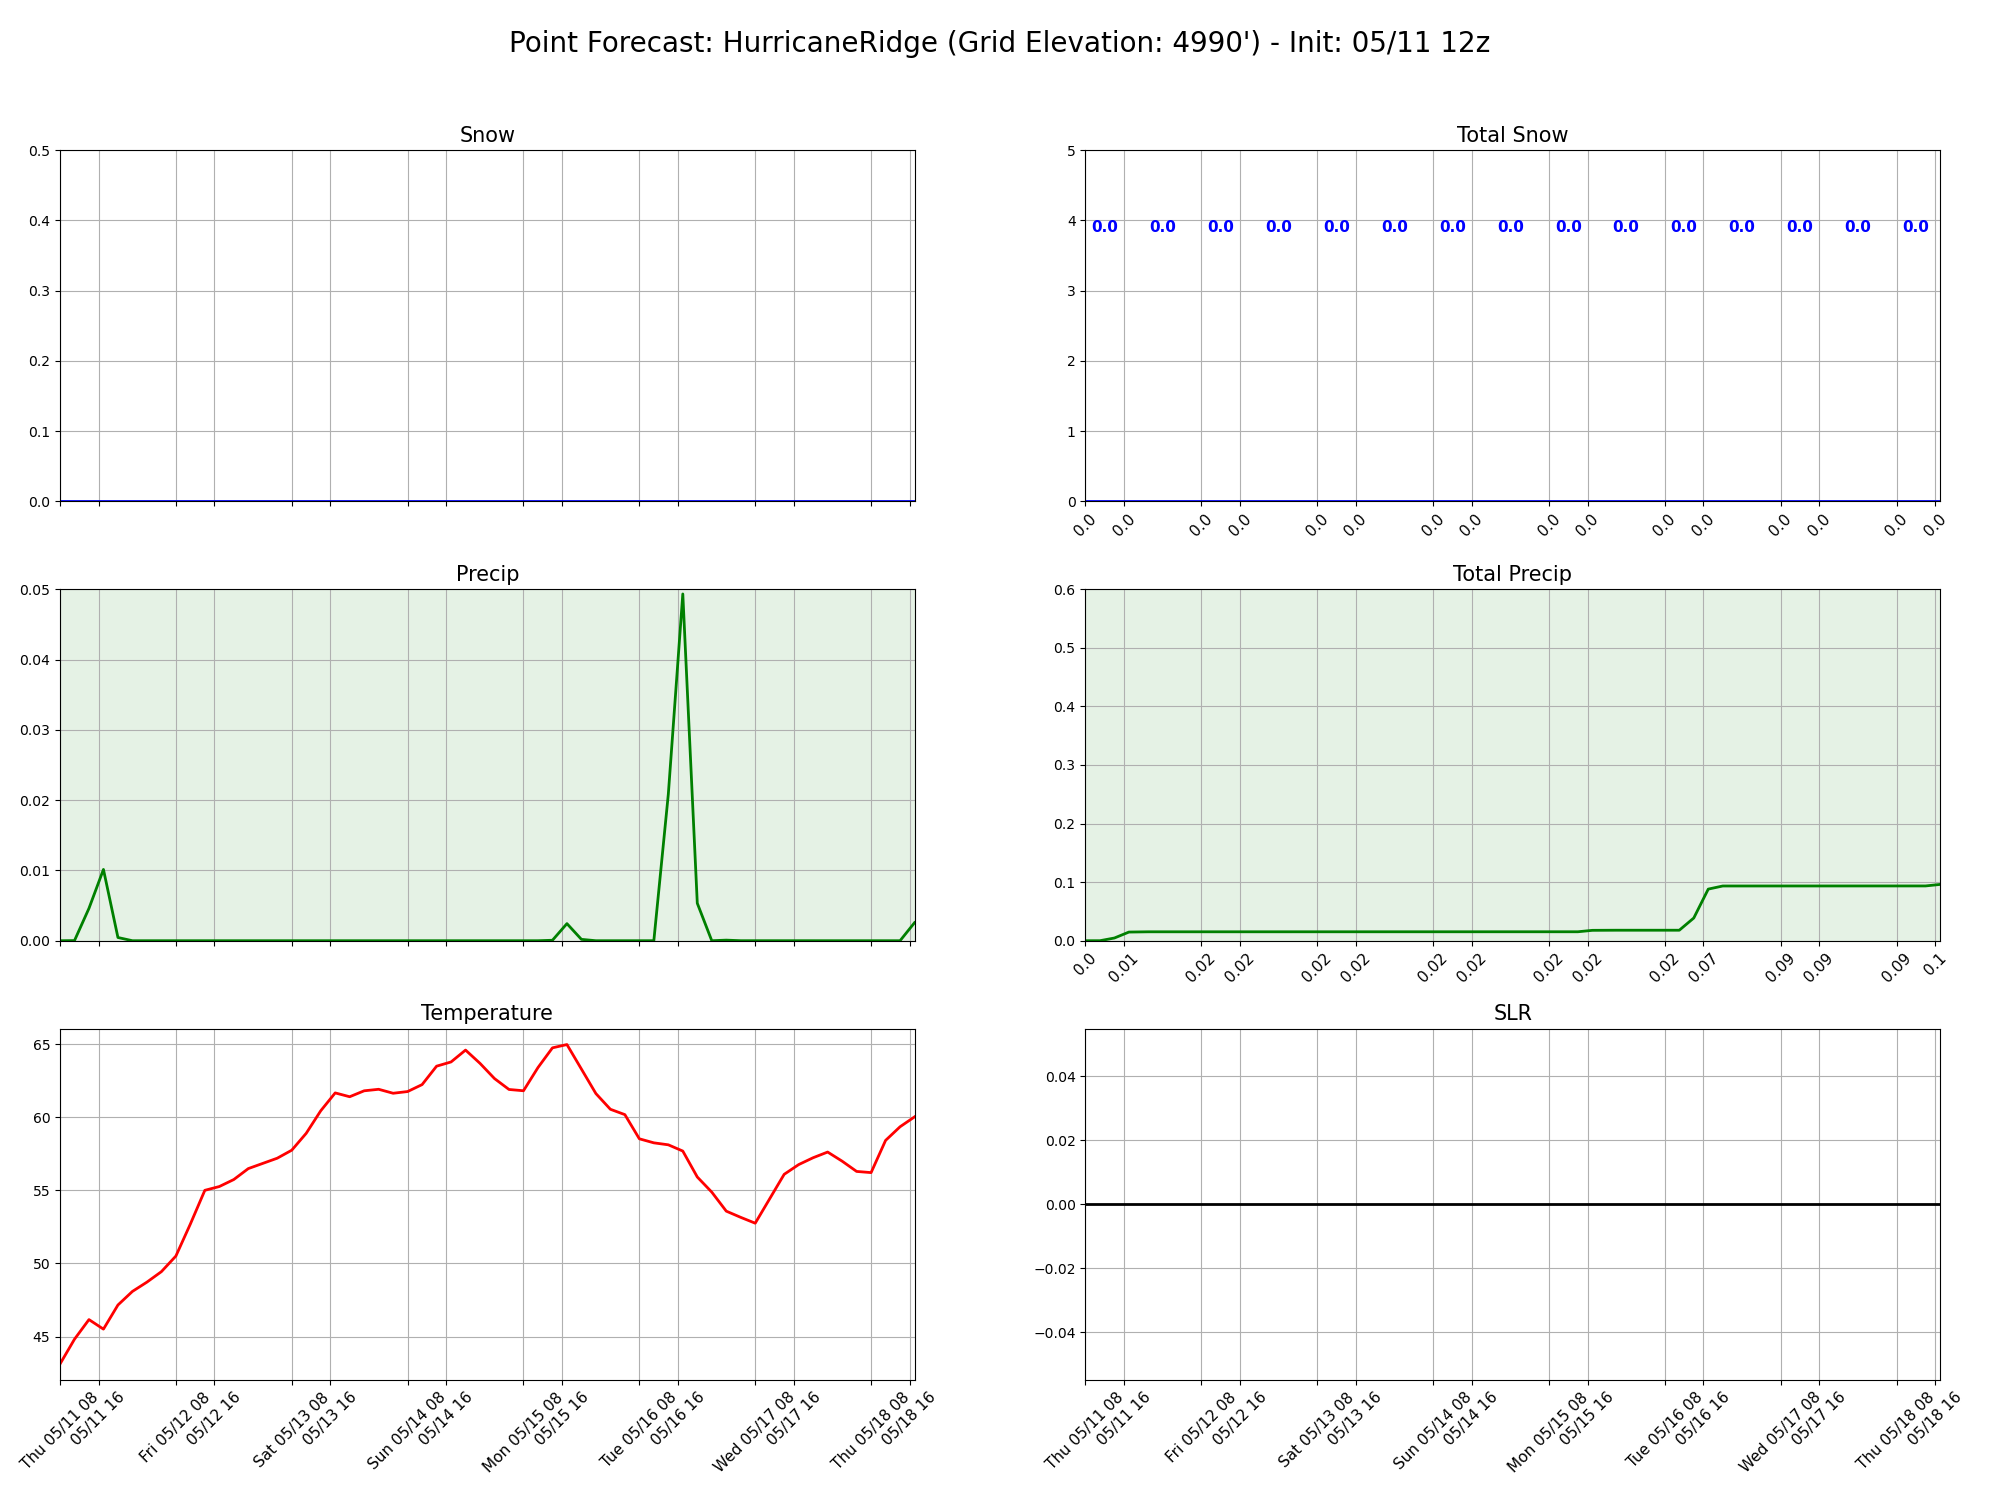 Point Forecast: HurricaneRidge (Grid Elevation: 4990') - Init: 05/11 12z
Snow
0.5
0.4
0.3
0.2
0.1
0.0
Total Snow
5
4
3
2
1
0
0.0 0.0 0.0 0.0 0.0 0.0 0.0 0.0 0.0 0.0 0.0 0.0 0.0 0.0 0.0
0.0 0.0 0.0 0.0 0.0 0.0 0.0 0.0 0.0 0.0 0.0 0.0 0.0 0.0 0.0 0.0
Precip
0.05
0.04
0.03
0.02
0.01
0.00
Total Precip
0.6
0.5
0.4
0.3
0.2
0.1
0.0
0.0 0.01 0.02 0.02 0.02 0.02 0.02 0.02 0.02 0.02 0.02 0.07 0.09 0.09 0.09 0.1
Temperature
65
60
55
50
45
Thu 05/11 08
05/11 16
Fri 05/12 08
05/12 16
Sat 05/13 08
05/13 16
Sun 05/14 08
05/14 16
Mon 05/15 08
05/15 16
Tue 05/16 08
05/16 16
Wed 05/17 08
05/17 16
Thu 05/18 08
05/18 16
SLR
0.04
0.02
0.00
−0.02
−0.04
Thu 05/11 08
05/11 16
Fri 05/12 08
05/12 16
Sat 05/13 08
05/13 16
Sun 05/14 08
05/14 16
Mon 05/15 08
05/15 16
Tue 05/16 08
05/16 16
Wed 05/17 08
05/17 16
Thu 05/18 08
05/18 16